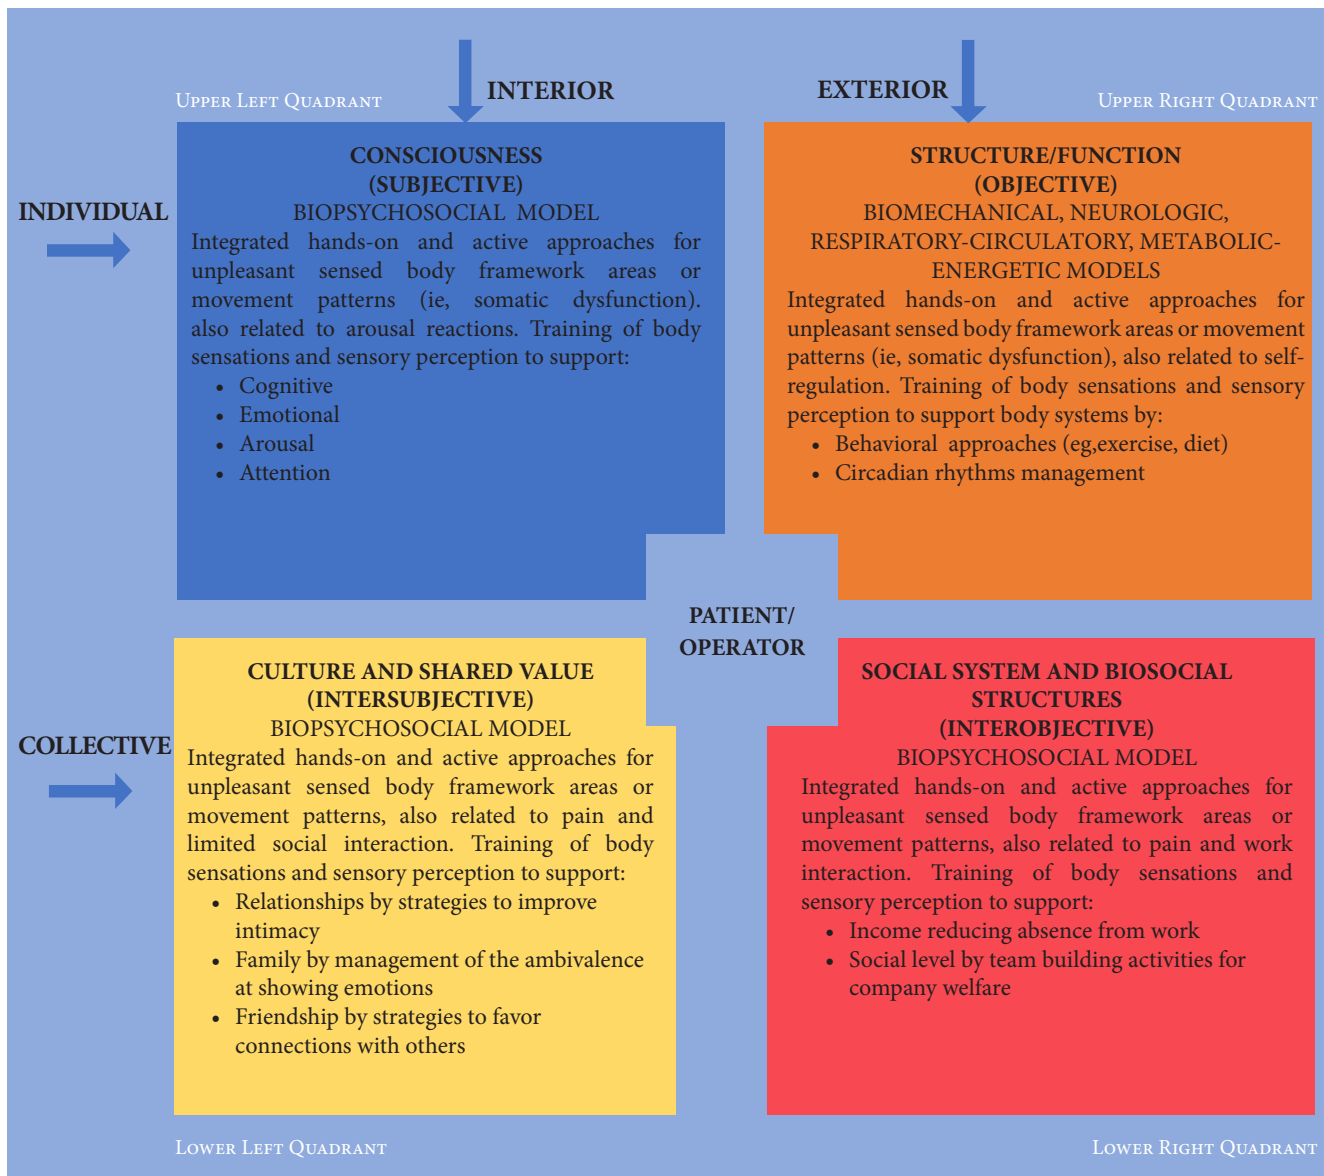 INTERIOR
EXTERIOR
Upper Left Quadrant
Upper Right Quadrant
INDIVIDUAL
CONSCIOUSNESS
(SUBJECTIVE)
BIOPSYCHOSOCIAL MODEL
Integrated hands-on and active approaches for
unpleasant sensed body framework areas or
movement patterns (ie, somatic dysfunction).
also related to arousal reactions. Training of body
sensations and sensory perception to support:
• Cognitive
• Emotional
• Arousal
• Attention
STRUCTURE/FUNCTION
(OBJECTIVE)
BIOMECHANICAL, NEUROLOGIC,
RESPIRATORY-CIRCULATORY, METABOLIC-
ENERGETIC MODELS
Integrated hands-on and active approaches for
unpleasant sensed body framework areas or movement
patterns (ie, somatic dysfunction), also related to self-
regulation. Training of body sensations and sensory
perception to support body systems by:
• Behavioral approaches (eg,exercise, diet)
• Circadian rhythms management
PATIENT/
OPERATOR
COLLECTIVE
CULTURE AND SHARED VALUE
(INTERSUBJECTIVE)
BIOPSYCHOSOCIAL MODEL
Integrated hands-on and active approaches for
unpleasant sensed body framework areas or
movement patterns, also related to pain and
limited social interaction. Training of body
sensations and sensory perception to support:
• Relationships by strategies to improve
intimacy
• Family by management of the ambivalence
at showing emotions
• Friendship by strategies to favor
connections with others
SOCIAL SYSTEM AND BIOSOCIAL
STRUCTURES
(INTEROBJECTIVE)
BIOPSYCHOSOCIAL MODEL
Integrated hands-on and active approaches for
unpleasant sensed body framework areas or
movement patterns, also related to pain and work
interaction. Training of body sensations and
sensory perception to support:
• Income reducing absence from work
• Social level by team building activities for
company welfare
Lower Left Quadrant
Lower Right Quadrant